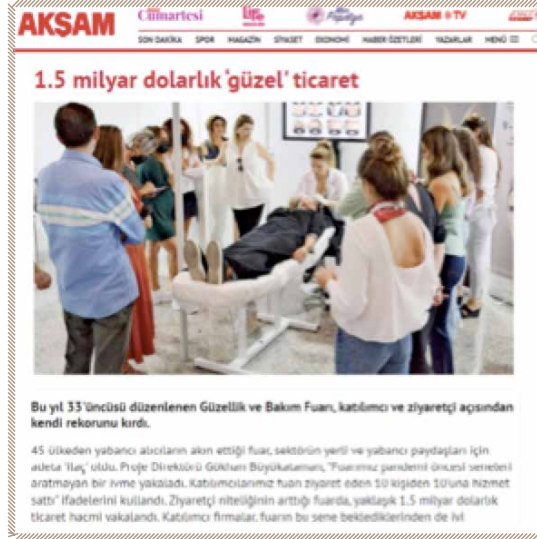 AKŞAM
Cumartesi
AKŞAM TV
SON DAKİKA SPOR MAGAZİN SİYASET EKONOMİ HABER ÖZETLERİ YAZARLAR MENÜ
1.5 milyar dolarlık 'güzel' ticaret
Bu yıl 33'üncüsü düzenlenen Güzellik ve Bakım Fuarı, katılımcı ve ziyaretçi açısından
kendi rekorunu kırdı.
45 ülkeden yabancı alıcıların akın ettiği fuar, sektörün yerli ve yabancı paydaşları için
adeta 'ilaç' oldu. Proje Direktörü Gökhan Büyükataman, "Fuarımız pandemi öncesi seneleri
aratmayan bir ivme yakaladı. Katılımcılarımız fuarı ziyaret eden 10 kişiden 10'una hizmet
sattı" ifadelerini kullandı. Ziyaretçi niteliğinin arttığı fuarda, yaklaşık 1.5 milyar dolarlık
ticaret hacmi yakalandı. Katılımcı firmalar, fuarın bu sene beklediklerinden de iyi